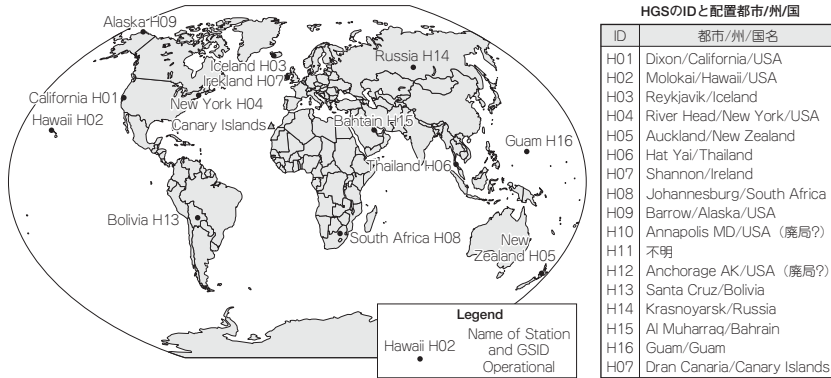 Alaska H09
Iceland H03
Irekland H07
Russia H14
California H01
New York H04
Hawaii H02
Canary Islands
Bahtain H15
Guam H16
Thailand H06
Bolivia H13
South Africa H08
New
Zealand H05
Legend
Hawaii H02
Name of Station
and GSID
Operational
HGSのIDと配置都市/州/国
ID 都市/州/国名
H01 Dixon/California/USA
H02 Molokai/Hawaii/USA
H03 Reykjavik/Iceland
H04 River Head/New York/USA
H05 Auckland/New Zealand
H06 Hat Yai/Thailand
H07 Shannon/Ireland
H08 Johannesburg/South Africa
H09 Barrow/Alaska/USA
H10 Annapolis MD/USA（廃局?）
H11 不明
H12 Anchorage AK/USA（廃局?）
H13 Santa Cruz/Bolivia
H14 Krasnoyarsk/Russia
H15 Al Muharraq/Bahrain
H16 Guam/Guam
H07 Dran Canaria/Canary Islands